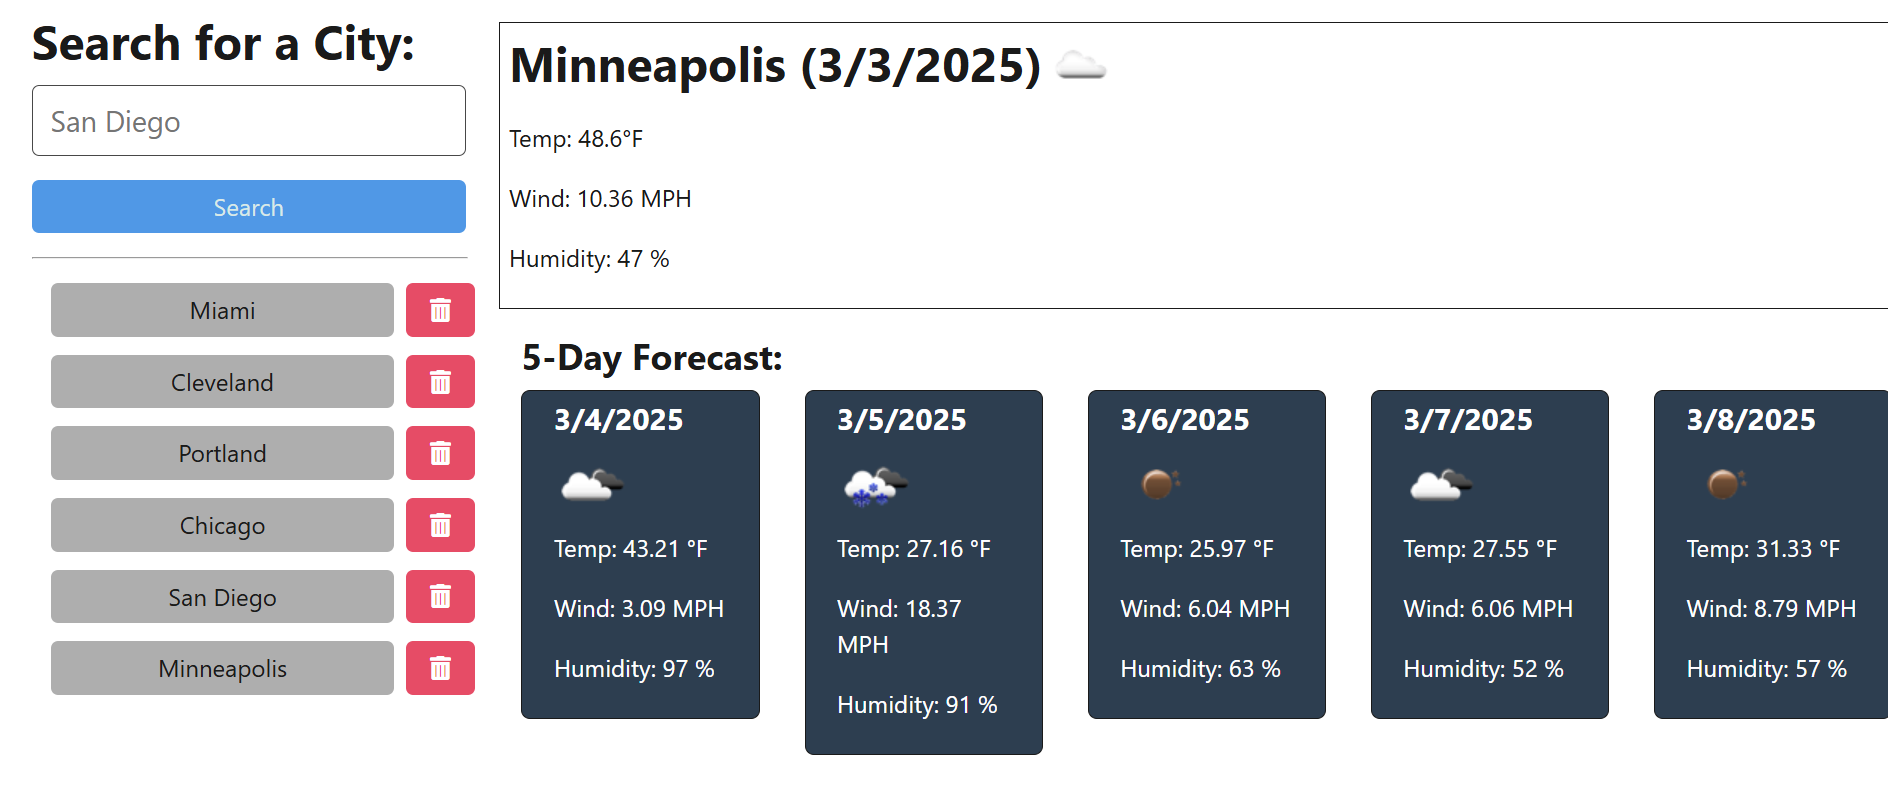 Search for a City:
San Diego
Search
Miami
Cleveland
Portland
Chicago
San Diego
Minneapolis
Minneapolis (3/3/2025)
Temp: 48.6°F
Wind: 10.36 MPH
Humidity: 47 %
5-Day Forecast:
3/4/2025
Temp: 43.21 °F
Wind: 3.09 MPH
Humidity: 97 %
3/5/2025
Temp: 27.16 °F
Wind: 18.37
MPH
Humidity: 91 %
3/6/2025
Temp: 25.97 °F
Wind: 6.04 MPH
Humidity: 63 %
3/7/2025
Temp: 27.55 °F
Wind: 6.06 MPH
Humidity: 52 %
3/8/2025
Temp: 31.33 °F
Wind: 8.79 MPH
Humidity: 57 %